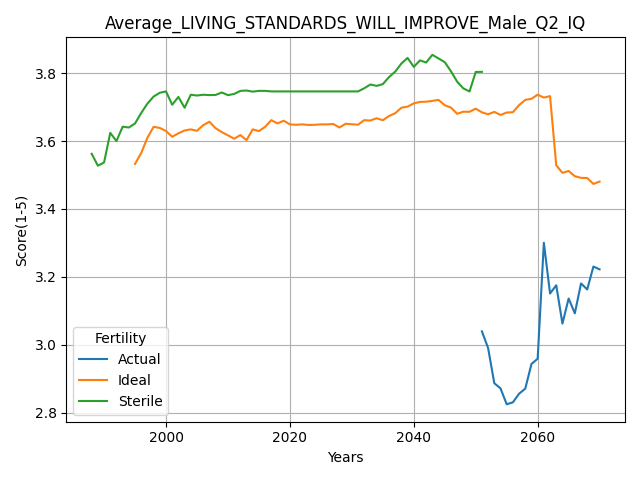 Average_LIVING_STANDARDS_WILL_IMPROVE_Male_Q2_IQ
Score(1-5)
3.8
3.6
3.4
3.2
3.0
2.8
Fertility
Actual
Ideal
Sterile
2000 2020 2040 2060
Years